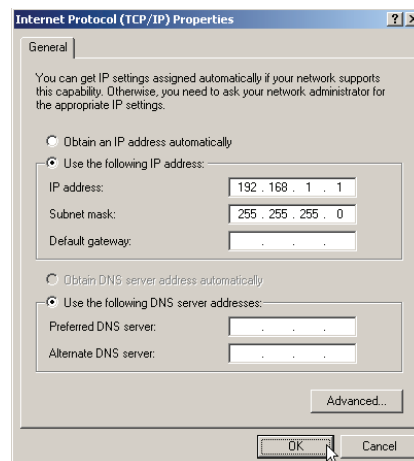 Internet Protocol (TCP/IP) Properties
General
You can get IP settings assigned automatically if your network supports
this capability. Otherwise, you need to ask your network administrator for
the appropriate IP settings.
Obtain an IP address automatically
Use the following IP address:
IP address: 192 . 168 . 1 . 1
Subnet mask: 255 . 255 . 255 . 0
Default gateway: . . .
Obtain DNS server address automatically
Use the following DNS server addresses:
Preferred DNS server: . . .
Alternate DNS server: . . .
Advanced...
OK Cancel